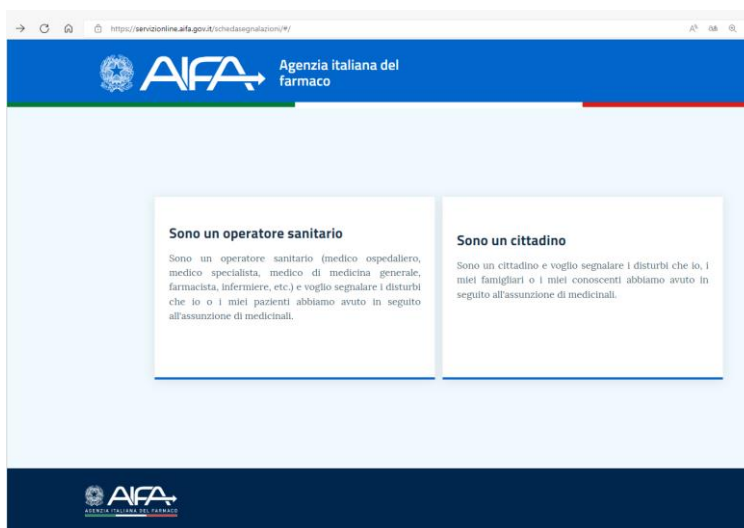 https://servizionline.aifa.gov.it/schedasegnalazioni/#/
AIFA
Agenzia italiana del
farmaco
Sono un operatore sanitario
Sono un operatore sanitario (medico ospedaliero,
medico specialista, medico di medicina generale,
farmacista, infermiere, etc.) e voglio segnalare i disturbi
che io o i miei pazienti abbiamo avuto in seguito
all'assunzione di medicinali.
Sono un cittadino
Sono un cittadino e voglio segnalare i disturbi che io, i
miei famigliari o i miei conoscenti abbiamo avuto in
seguito all'assunzione di medicinali.
AIFA
AGENZIA ITALIANA DEL FARMACO